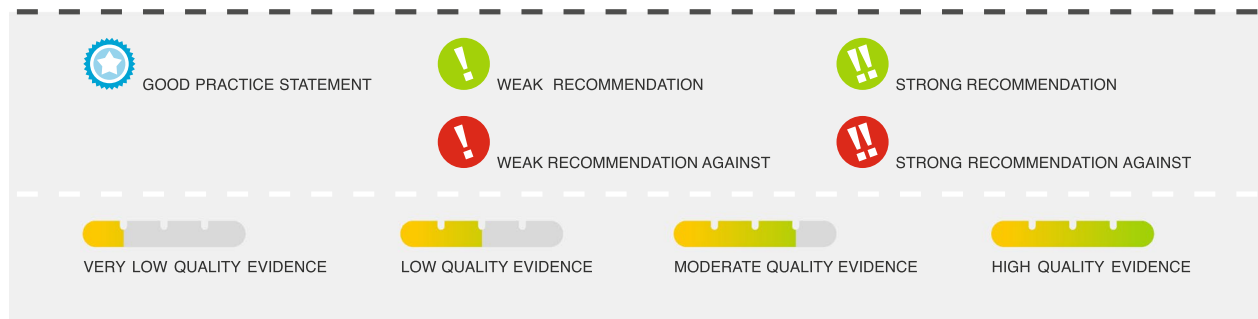 GOOD PRACTICE STATEMENT
WEAK RECOMMENDATION
STRONG RECOMMENDATION
WEAK RECOMMENDATION AGAINST
STRONG RECOMMENDATION AGAINST
VERY LOW QUALITY EVIDENCE
LOW QUALITY EVIDENCE
MODERATE QUALITY EVIDENCE
HIGH QUALITY EVIDENCE